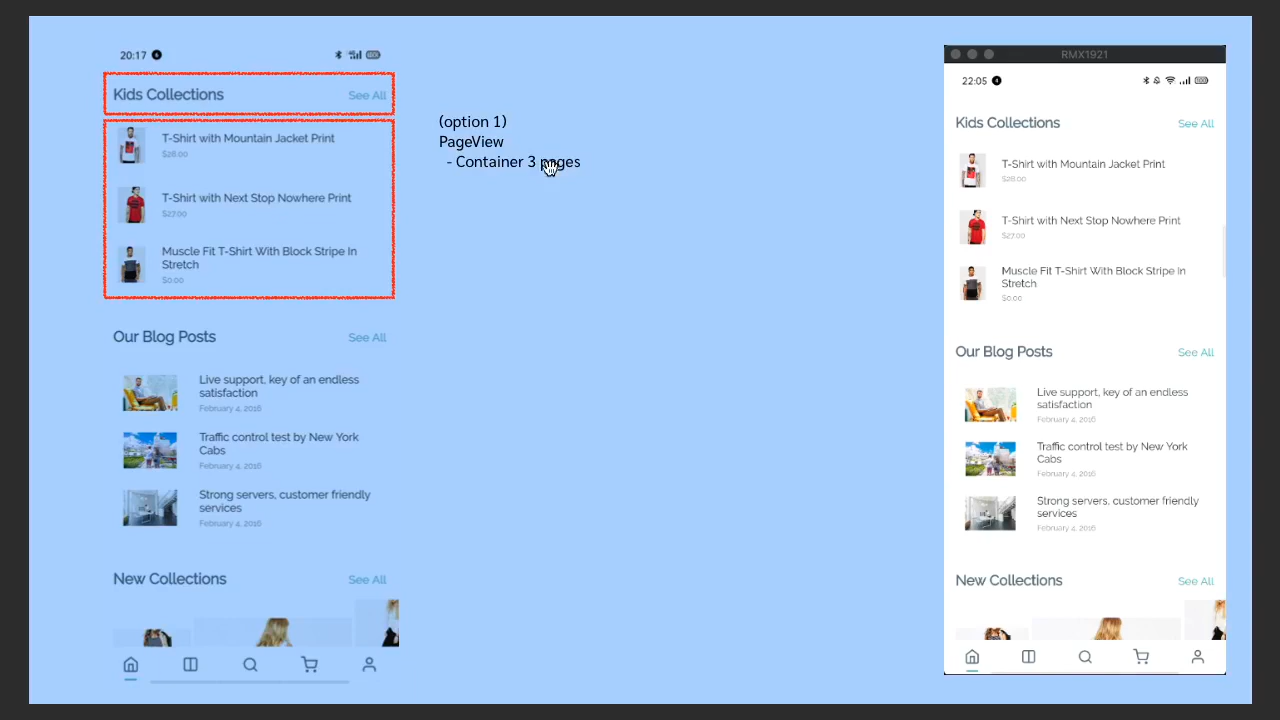 20:17
Kids Collections
See All
T-Shirt with Mountain Jacket Print
$28.00
T-Shirt with Next Stop Nowhere Print
$27.00
Muscle Fit T-Shirt With Block Stripe In
Stretch
$0.00
Our Blog Posts
See All
Live support, key of an endless
satisfaction
February 4, 2016
Traffic control test by New York
Cabs
February 4, 2016
Strong servers, customer friendly
services
February 4, 2016
New Collections
See All
(option 1)
PageView
- Container 3 pages
RMX1921
22:05
Kids Collections
See All
T-Shirt with Mountain Jacket Print
$28.00
T-Shirt with Next Stop Nowhere Print
$27.00
Muscle Fit T-Shirt With Block Stripe In
Stretch
$0.00
Our Blog Posts
See All
Live support, key of an endless
satisfaction
February 4, 2016
Traffic control test by New York
Cabs
February 4, 2016
Strong servers, customer friendly
services
February 4, 2016
New Collections
See All